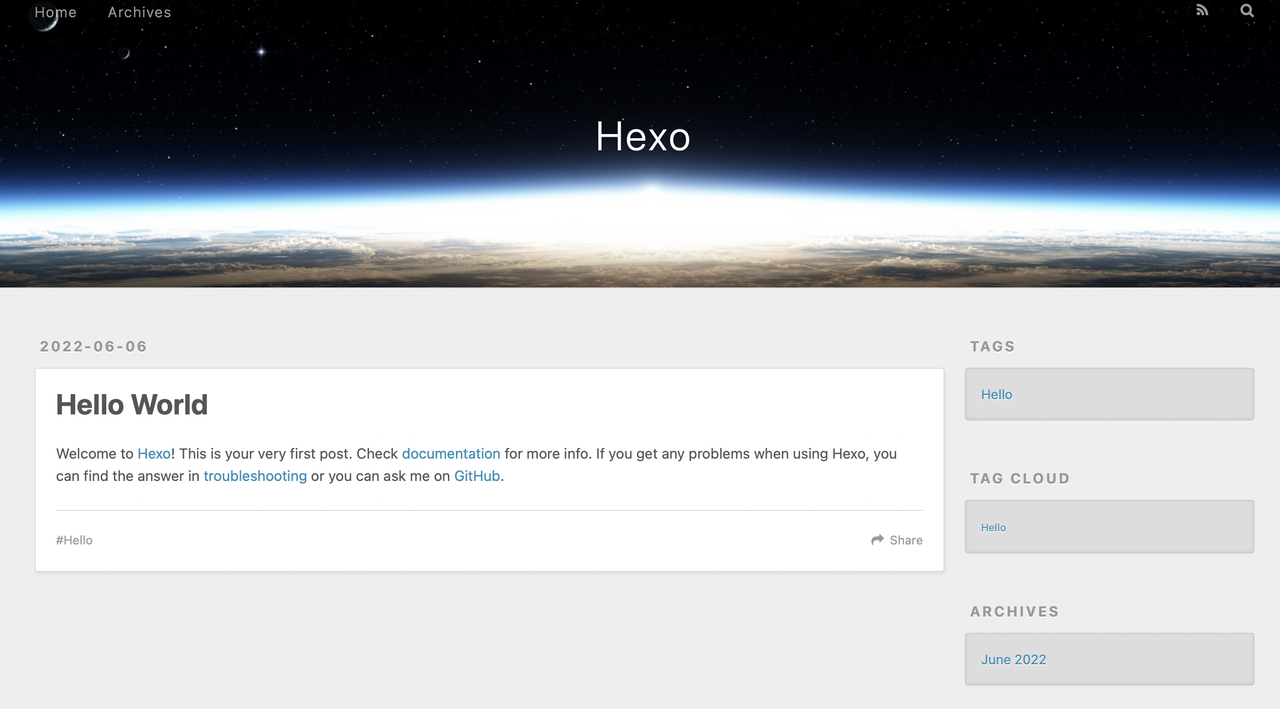 Home Archives
Hexo
2022-06-06
Hello World
Welcome to Hexo! This is your very first post. Check documentation for more info. If you get any problems when using Hexo, you
can find the answer in troubleshooting or you can ask me on GitHub.
#Hello Share
TAGS
Hello
TAG CLOUD
Hello
ARCHIVES
June 2022